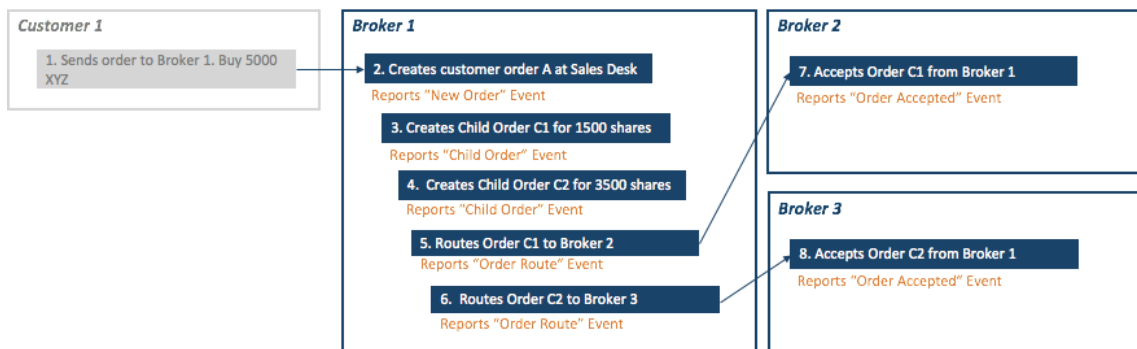 Customer 1
1. Sends order to Broker 1. Buy 5000
XYZ
Broker 1
2. Creates customer order A at Sales Desk
Reports "New Order" Event
3. Creates Child Order C1 for 1500 shares
Reports "Child Order" Event
4. Creates Child Order C2 for 3500 shares
Reports "Child Order" Event
5. Routes Order C1 to Broker 2
Reports "Order Route" Event
6. Routes Order C2 to Broker 3
Reports "Order Route" Event
Broker 2
7. Accepts Order C1 from Broker 1
Reports "Order Accepted" Event
Broker 3
8. Accepts Order C2 from Broker 1
Reports "Order Accepted" Event